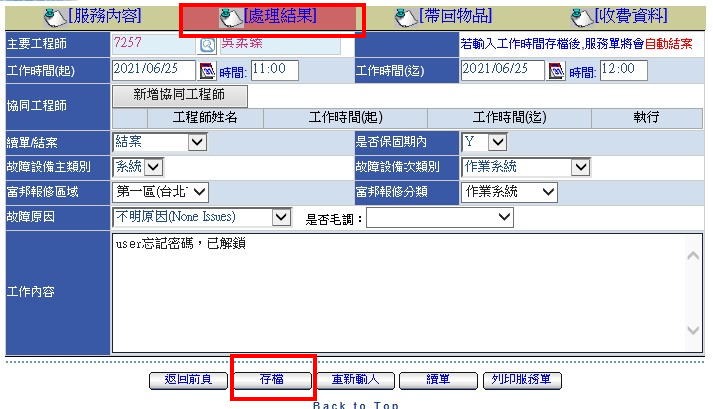 [服務內容] [處理結果] [帶回物品] [收費資料]
主要工程師 7257 吳柔臻 若輸入工作時間存檔後,服務單將會自動結案
工作時間(起) 2021/06/25 時間: 11:00 工作時間(迄) 2021/06/25 時間: 12:00
協同工程師 新增協同工程師
工程師姓名 工作時間(起) 工作時間(迄) 執行
續單/結案 結案 是否保固期內 Y
故障設備主類別 系統 故障設備次類別 作業系統
富邦報修區域 第一區(台北 富邦報修分類 作業系統
故障原因 不明原因(None Issues) 是否毛調：
工作內容 user忘記密碼，已解鎖
返回前頁 存檔 重新輸入 續單 列印服務單
Back to Top